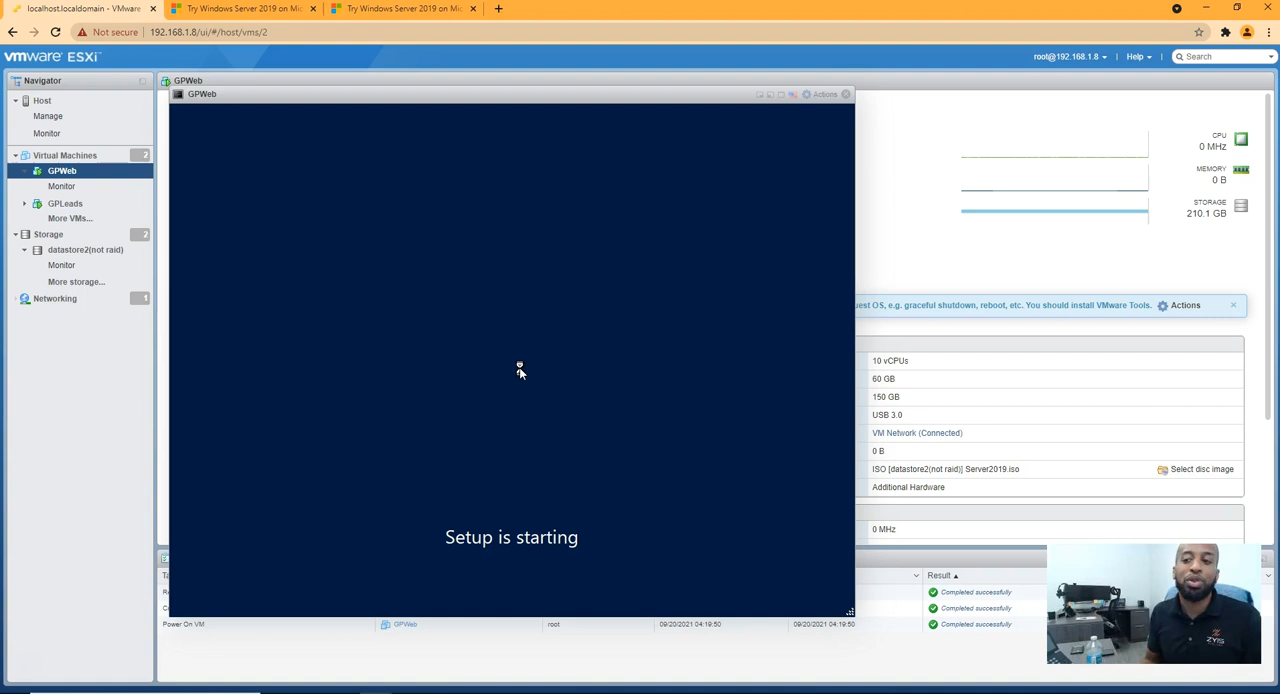 localhost.localdomain - VMware
Try Windows Server 2019 on Mic
Try Windows Server 2019 on Mic
Not secure
192.168.1.8/ui/#/host/vms/2
vmware ESXi
root@192.168.1.8
Help
Search
Navigator
GPWeb
Host
Manage
Monitor
Virtual Machines
2
GPWeb
Monitor
GPLeads
More VMs...
Storage
2
datastore2(not raid)
Monitor
More storage...
Networking
1
GPWeb
Actions
Setup is starting
CPU
0 MHz
MEMORY
0 B
STORAGE
210.1 GB
uest OS, e.g. graceful shutdown, reboot, etc. You should install VMware Tools.
Actions
10 vCPUs
60 GB
150 GB
USB 3.0
VM Network (Connected)
0 B
ISO [datastore2(not raid)] Server2019.iso
Select disc image
Additional Hardware
0 MHz
Result
Completed successfully
Completed successfully
Power On VM
GPWeb
root
09/20/2021 04:19:50
09/20/2021 04:19:50
Completed successfully
ZYIS